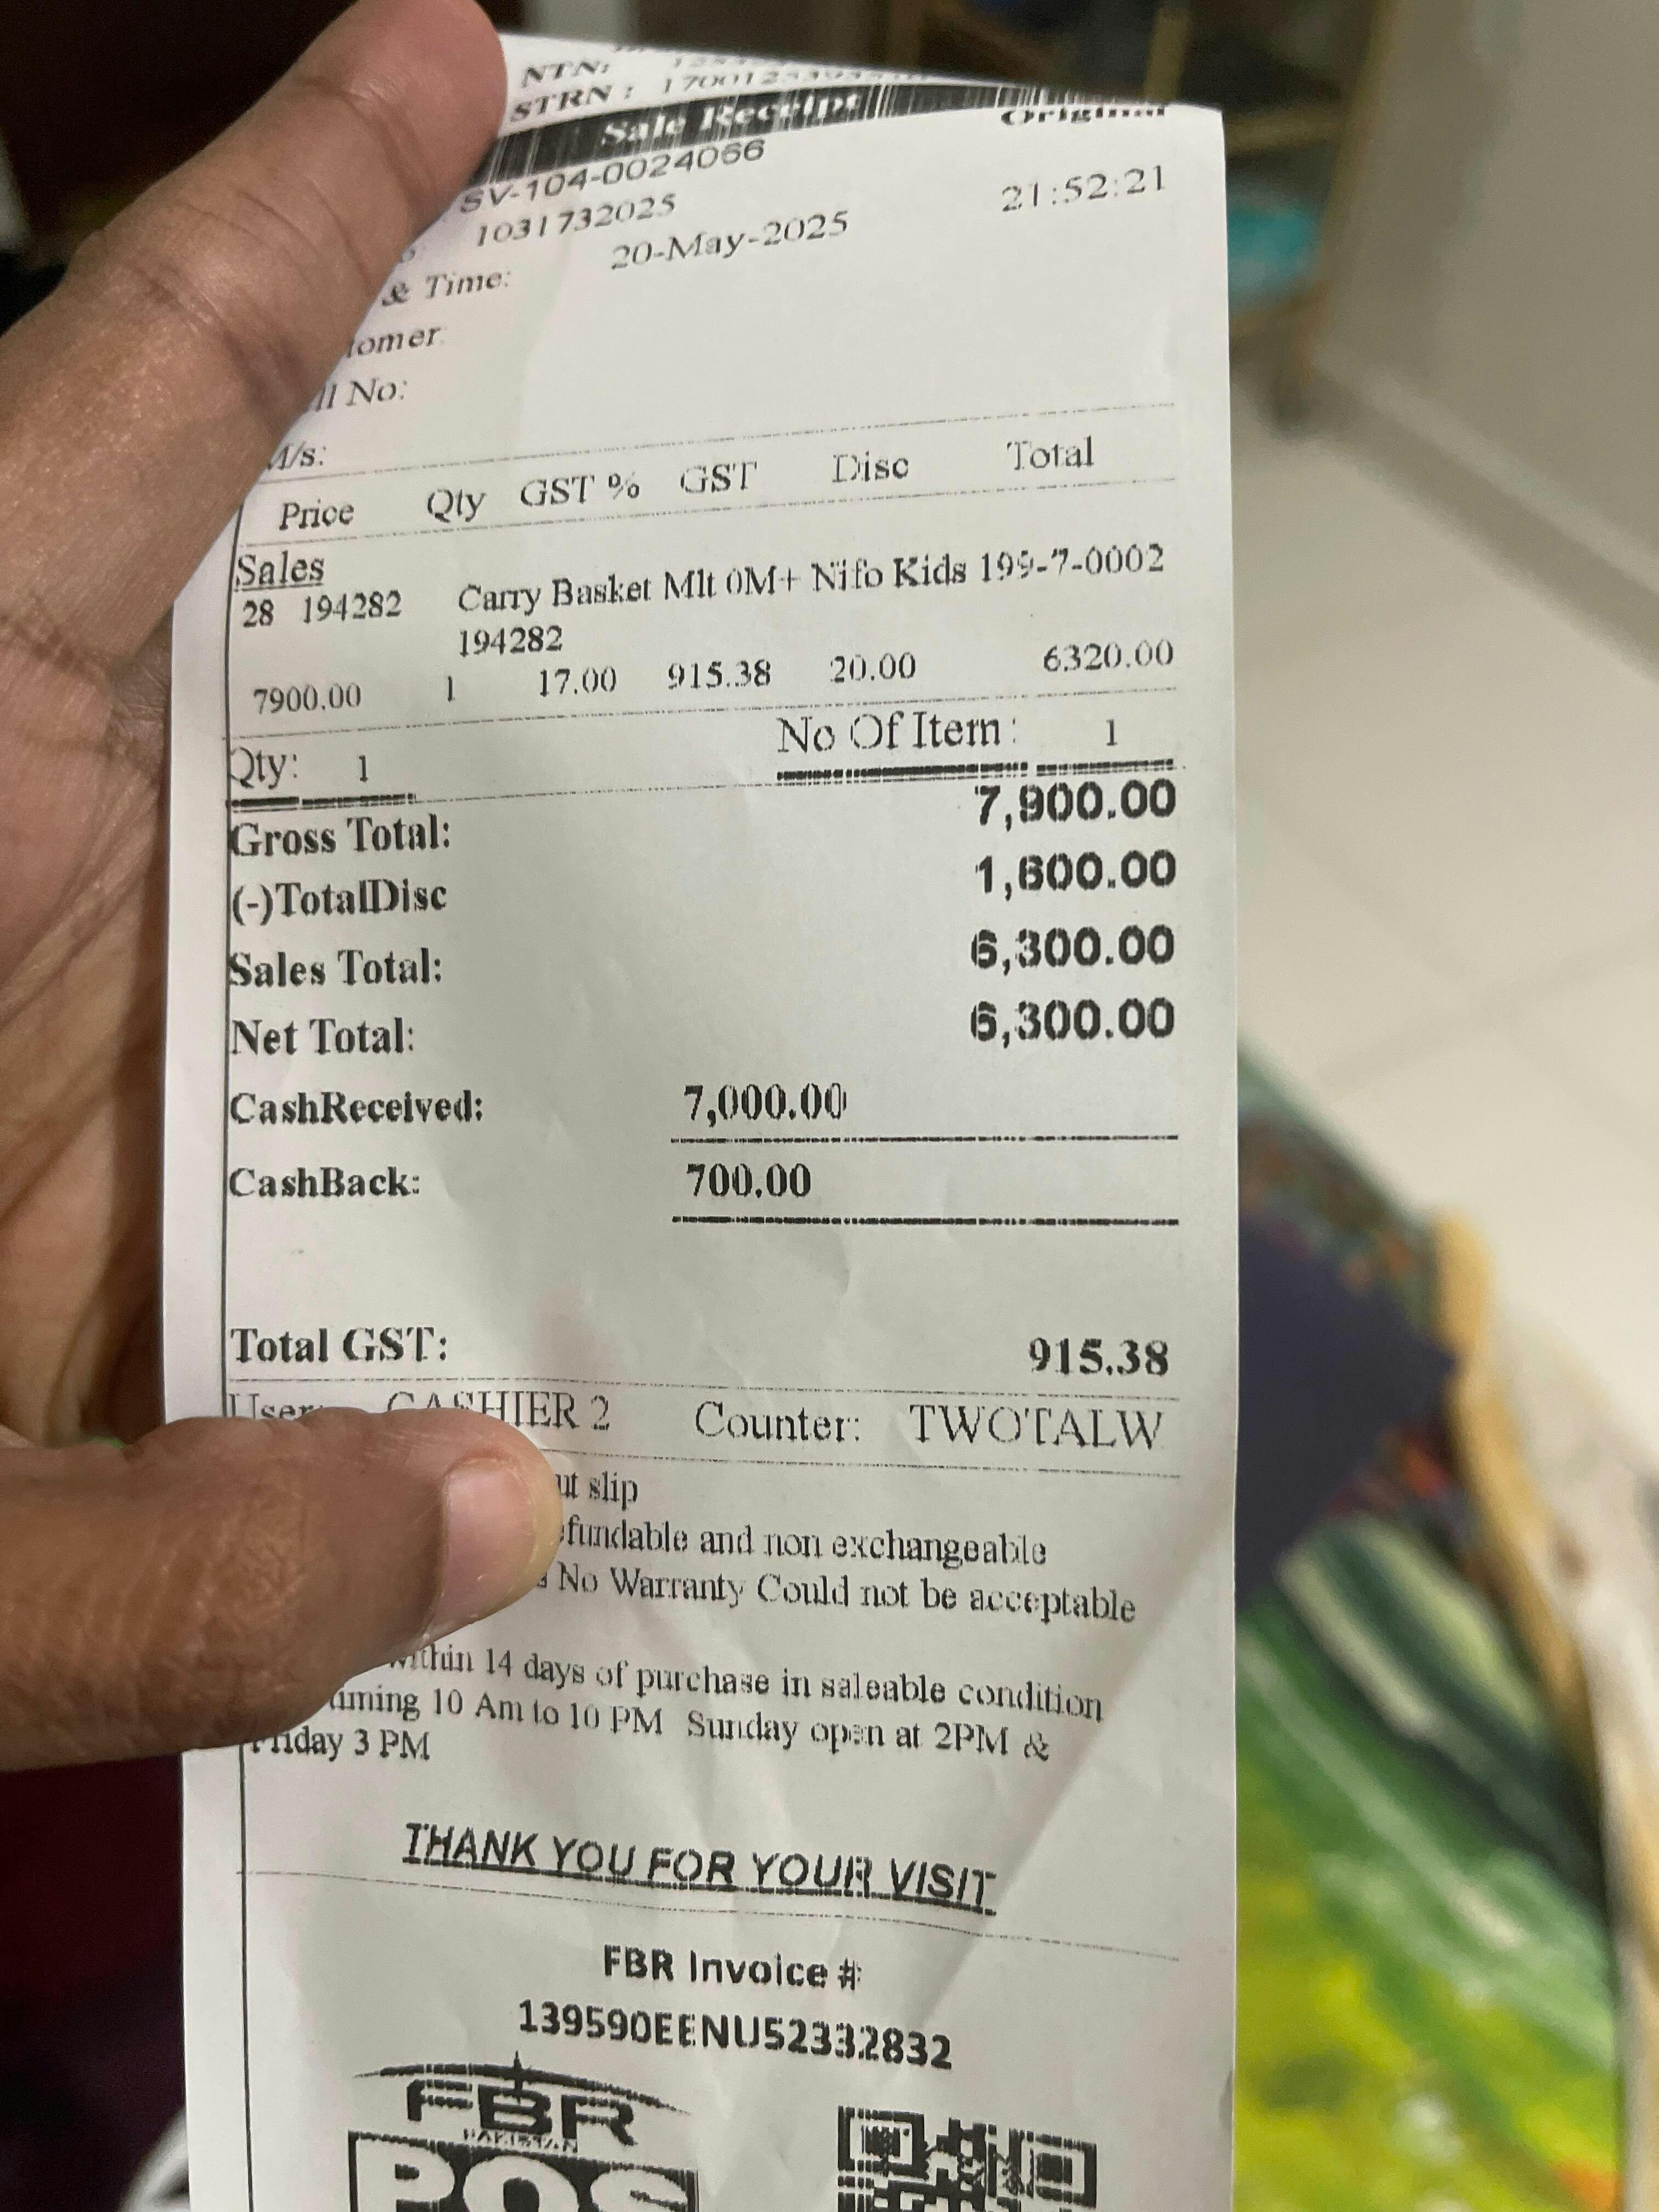 NTN:
STRN :
Sale Receipt
Original
SV-104-0024066
1031732025
& Time: 20-May-2025 21:52:21
tomer
ll No:
M/s:
Price Qty GST % GST Disc Total
Sales
28 194282 Carry Basket Mlt 0M+ Nifo Kids 199-7-0002
194282
7900.00 1 17.00 915.38 20.00 6320.00
Qty: 1 No Of Item: 1
Gross Total: 7,900.00
(-)TotalDisc 1,600.00
Sales Total: 6,300.00
Net Total: 6,300.00
CashReceived: 7,000.00
CashBack: 700.00
Total GST: 915.38
User: CASHIER 2 Counter: TWOTALW
ut slip
efundable and non exchangeable
No Warranty Could not be acceptable
within 14 days of purchase in saleable condition
timing 10 Am to 10 PM Sunday open at 2PM &
Friday 3 PM
THANK YOU FOR YOUR VISIT
FBR Invoice #
139590EENU52332832
FBR
PAKISTAN
POS